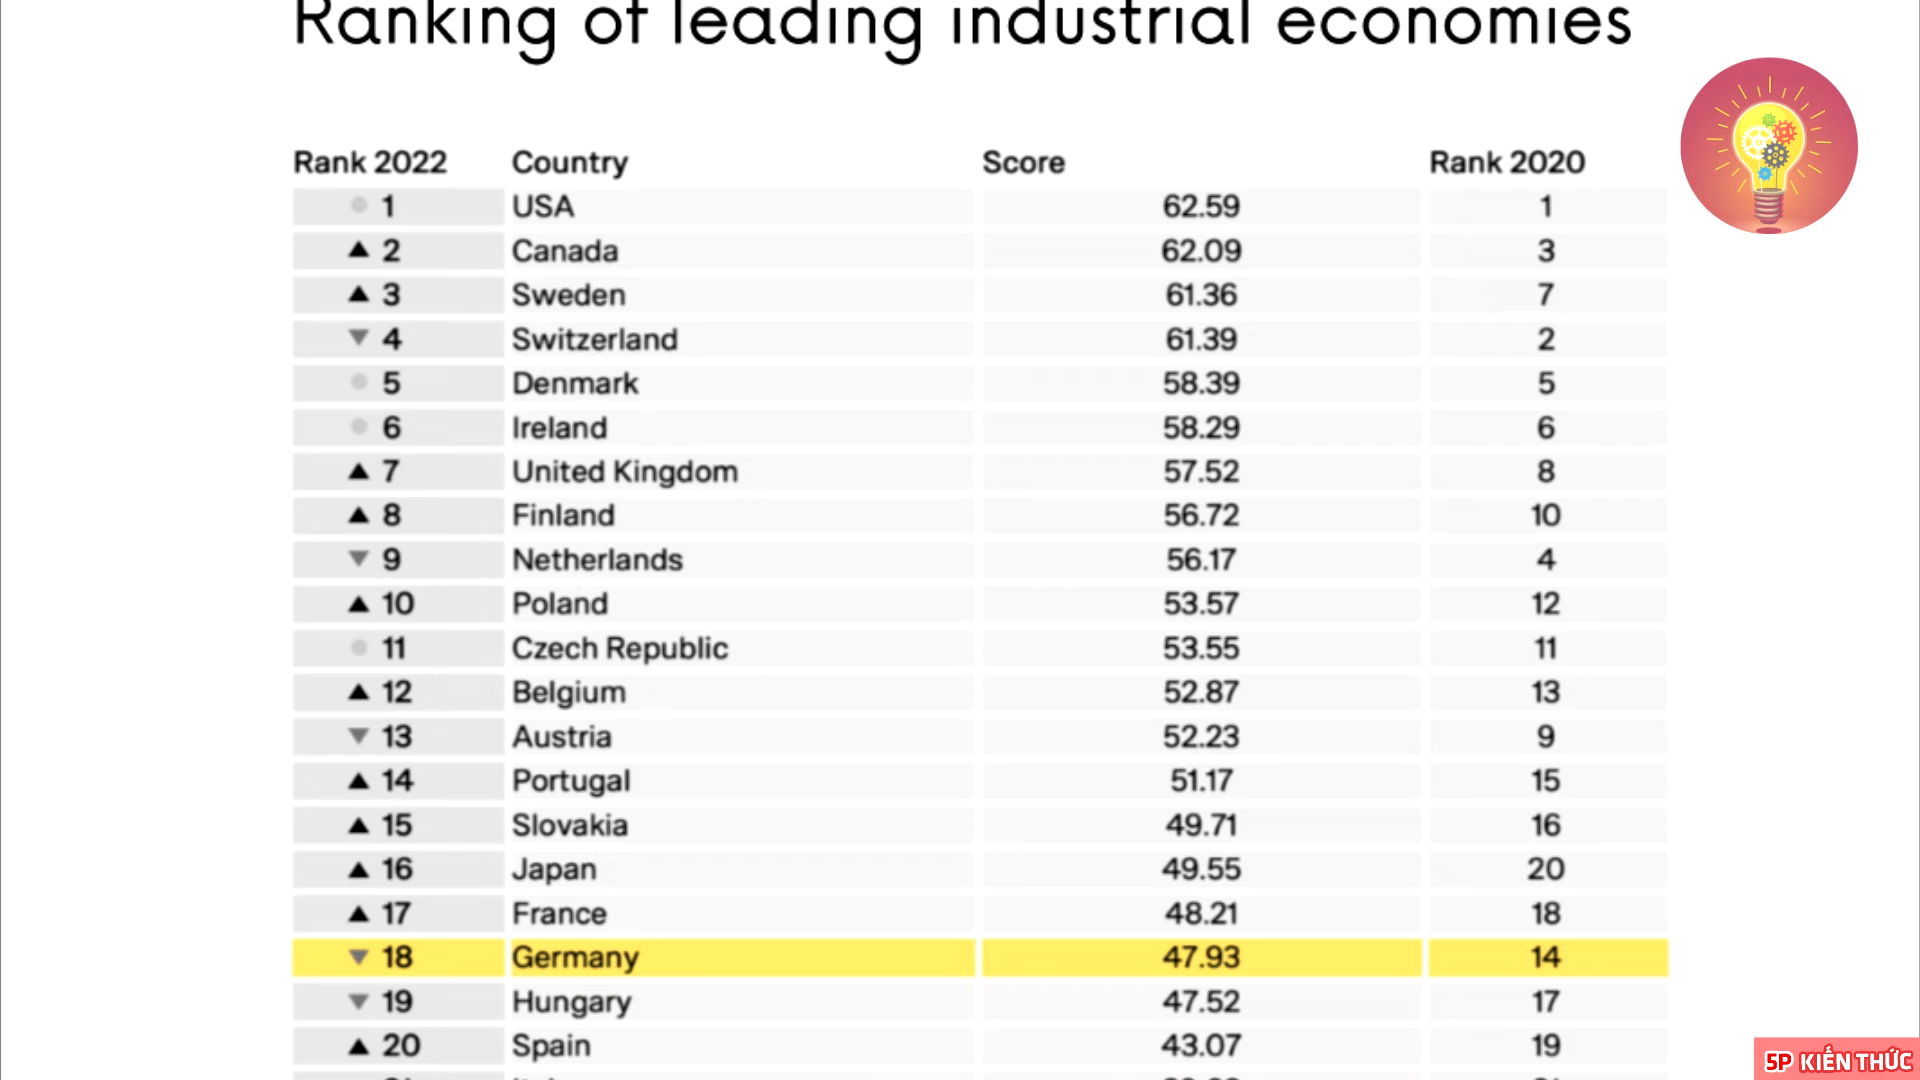 Ranking of leading industrial economies
Rank 2022 Country Score Rank 2020
1 USA 62.59 1
▲ 2 Canada 62.09 3
▲ 3 Sweden 61.36 7
▼ 4 Switzerland 61.39 2
5 Denmark 58.39 5
6 Ireland 58.29 6
▲ 7 United Kingdom 57.52 8
▲ 8 Finland 56.72 10
▼ 9 Netherlands 56.17 4
▲ 10 Poland 53.57 12
11 Czech Republic 53.55 11
▲ 12 Belgium 52.87 13
▼ 13 Austria 52.23 9
▲ 14 Portugal 51.17 15
▲ 15 Slovakia 49.71 16
▲ 16 Japan 49.55 20
▲ 17 France 48.21 18
▼ 18 Germany 47.93 14
▼ 19 Hungary 47.52 17
▲ 20 Spain 43.07 19
5P KIẾN THỨC